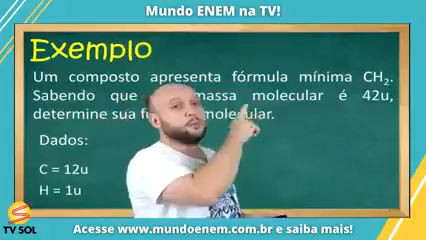 Mundo ENEM na TV!
Exemplo
Um composto apresenta fórmula mínima CH₂.
Sabendo que massa molecular é 42u,
determine sua molecular.
Dados:
C = 12u
H = 1u
TV SOL
Acesse www.mundoenem.com.br e saiba mais!